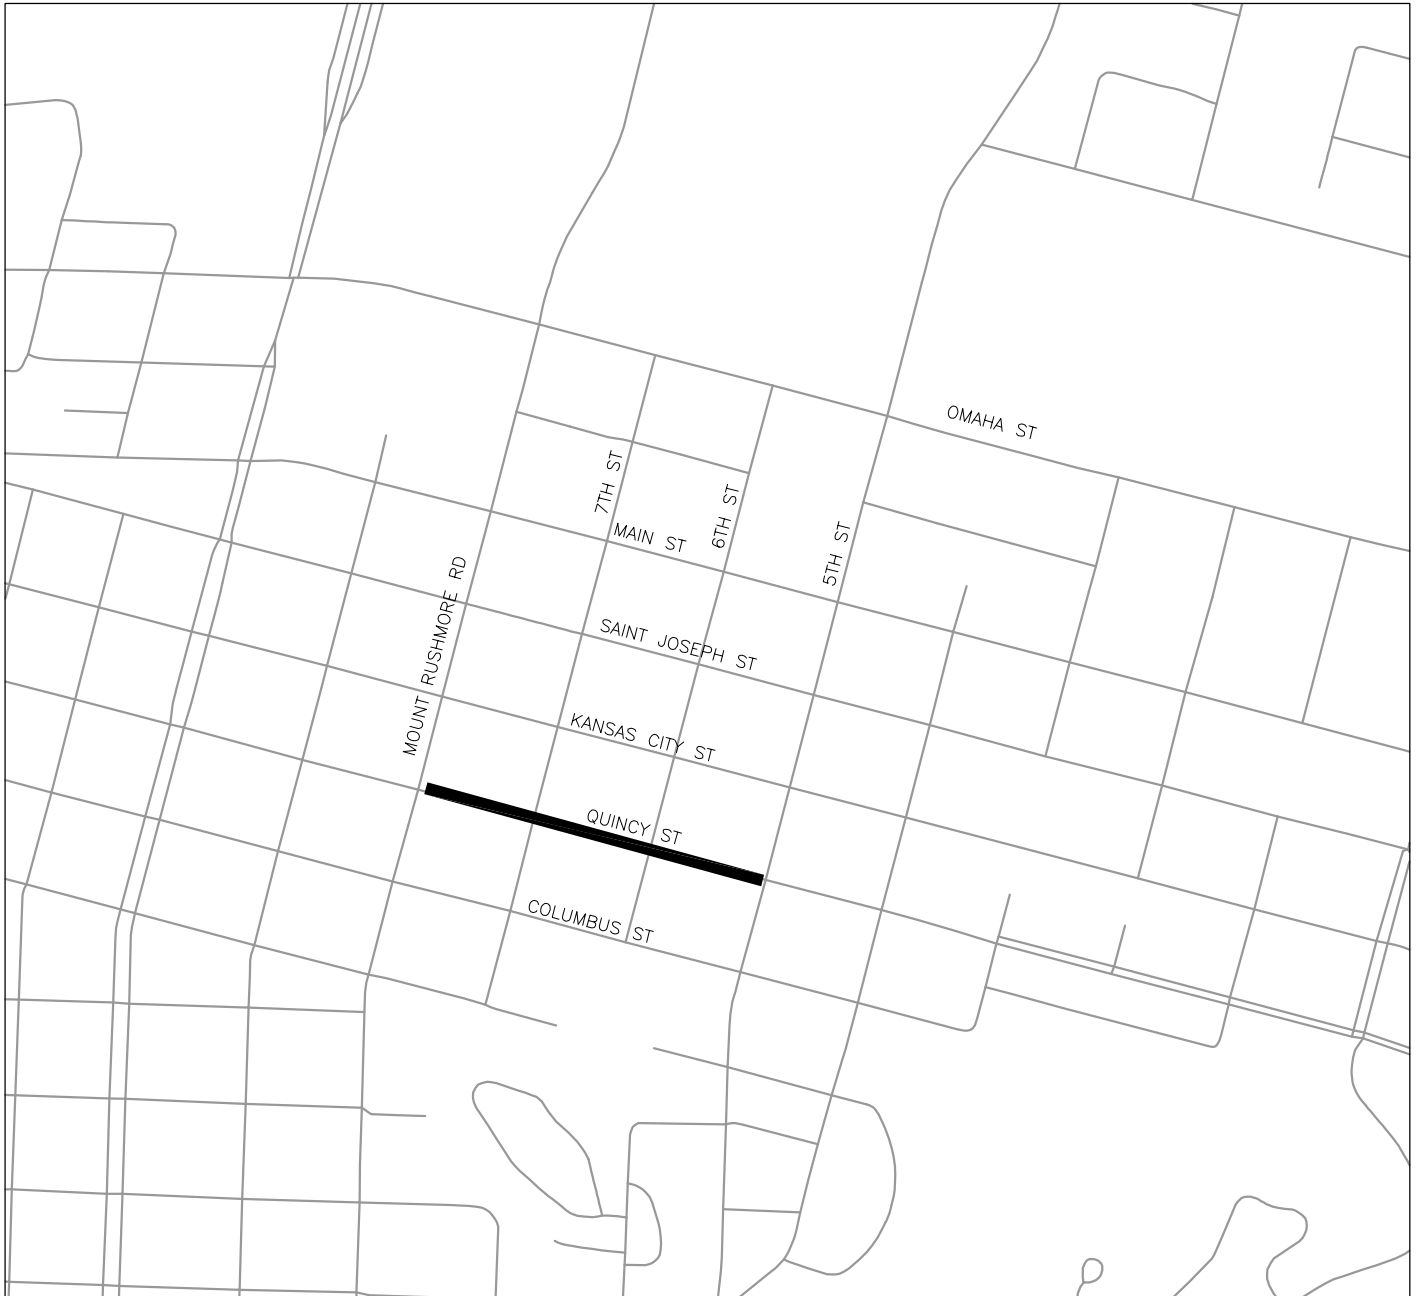 OMAHA ST
7TH ST
6TH ST
MAIN ST
5TH ST
MOUNT RUSHMORE RD
SAINT JOSEPH ST
KANSAS CITY ST
QUINCY ST
COLUMBUS ST